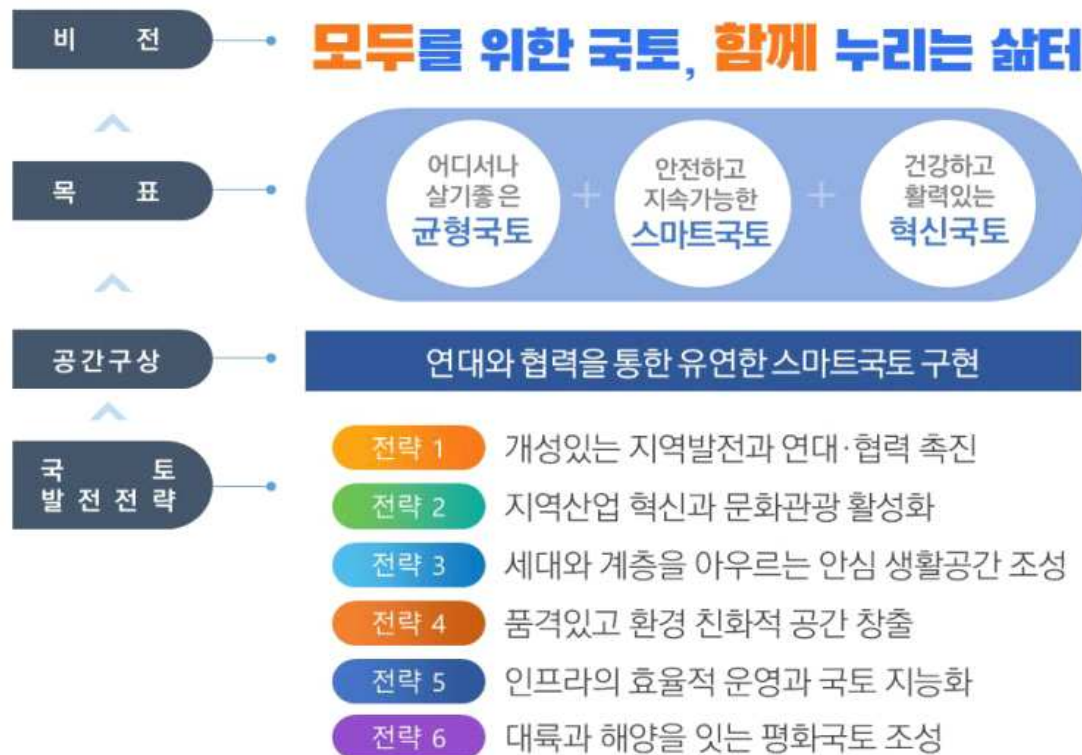 비 전
모두를 위한 국토, 함께 누리는 삶터
목 표
어디서나
살기좋은
균형국토
+
안전하고
지속가능한
스마트국토
+
건강하고
활력있는
혁신국토
공간구상
연대와 협력을 통한 유연한 스마트국토 구현
국 토
발전전략
전략 1 개성있는 지역발전과 연대·협력 촉진
전략 2 지역산업 혁신과 문화관광 활성화
전략 3 세대와 계층을 아우르는 안심 생활공간 조성
전략 4 품격있고 환경 친화적 공간 창출
전략 5 인프라의 효율적 운영과 국토 지능화
전략 6 대륙과 해양을 잇는 평화국토 조성